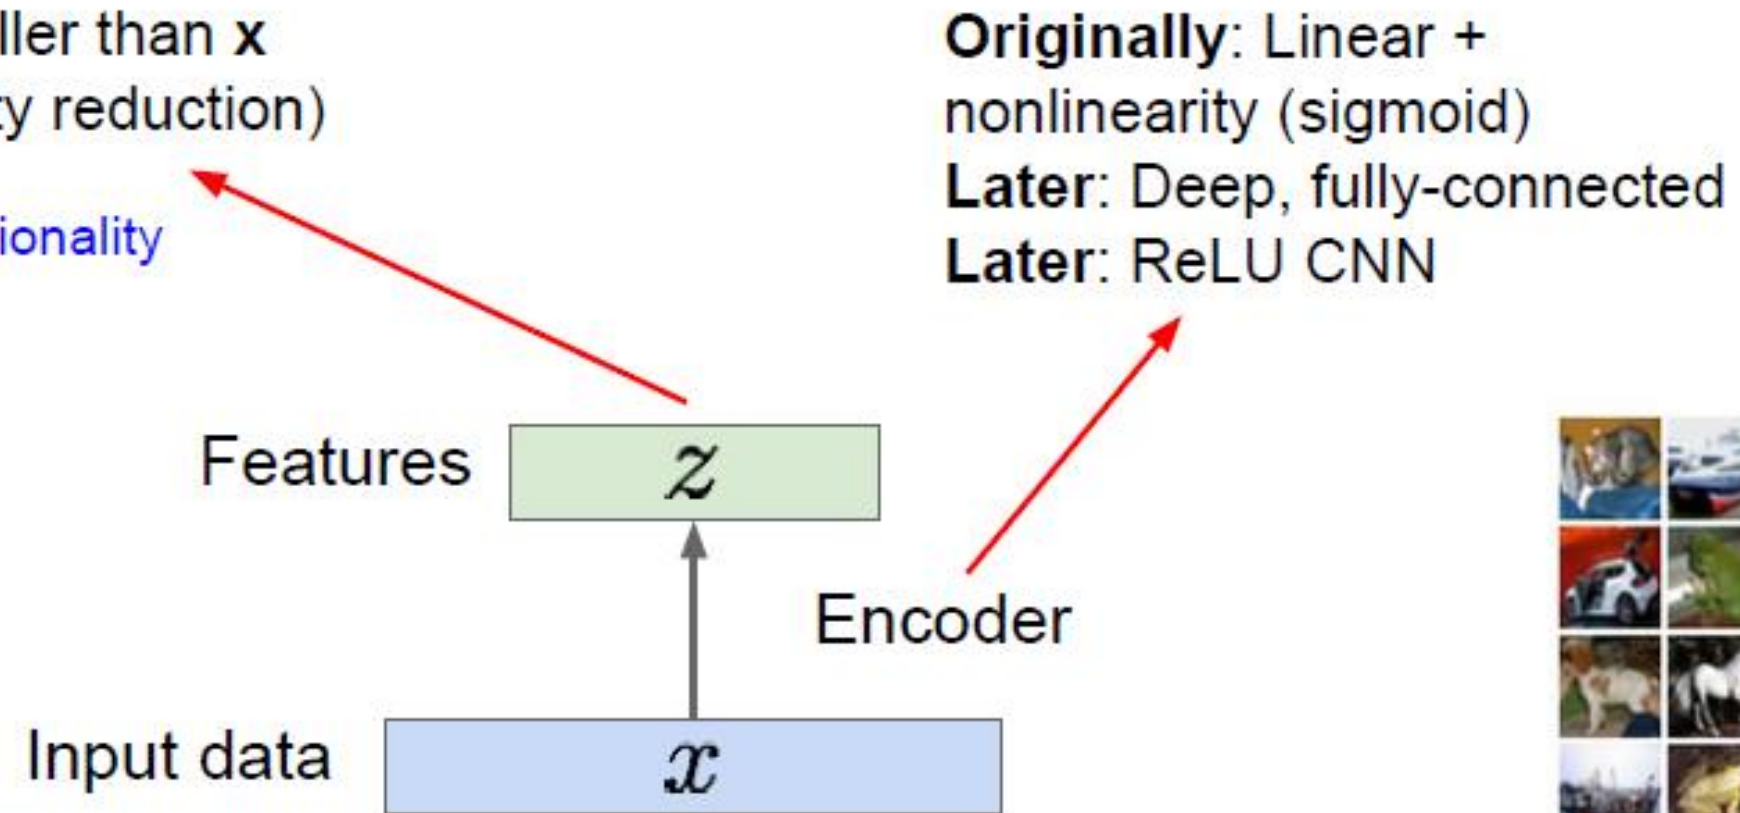 ller than x
ty reduction)
ionality
Originally: Linear +
nonlinearity (sigmoid)
Later: Deep, fully-connected
Later: ReLU CNN
Features
z
Encoder
Input data
x